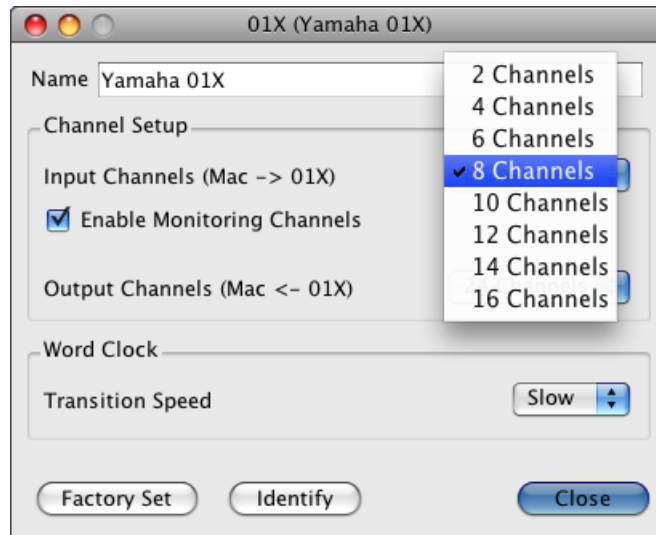 01X (Yamaha 01X)
Name Yamaha 01X
Channel Setup
Input Channels (Mac -> 01X)
Enable Monitoring Channels
Output Channels (Mac <- 01X)
2 Channels
4 Channels
6 Channels
8 Channels
10 Channels
12 Channels
14 Channels
16 Channels
Word Clock
Transition Speed Slow
Factory Set Identify Close